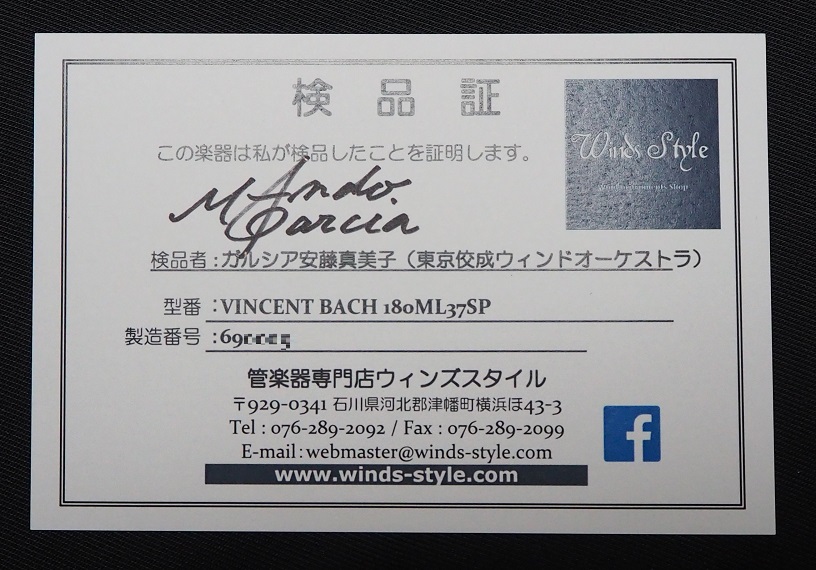 検品証
Winds Style
この楽器は私が検品したことを証明します。
M Ando
Garcia
検品者:ガルシア安藤真美子(東京佼成ウィンドオーケストラ)
型番:VINCENT BACH 180ML37SP
製造番号:69
管楽器専門店ウィンズスタイル
〒929-0341 石川県河北郡津幡町横浜ほ43-3
Tel : 076-289-2092 / Fax : 076-289-2099
E-mail:webmaster@winds-style.com
www.winds-style.com
f